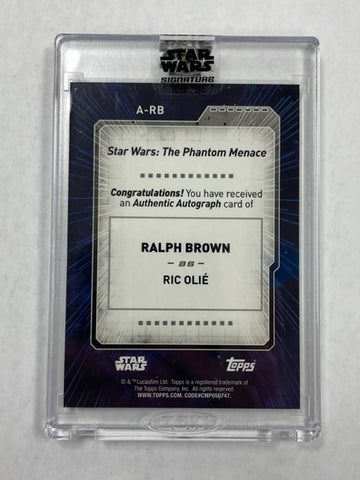 STAR
WARS
SIGNATURE
A-RB
Star Wars: The Phantom Menace
Congratulations! You have received
an Authentic Autograph card of
RALPH BROWN
as
RIC OLIÉ
STAR
WARS
Topps
© & ™ Lucasfilm Ltd. Topps is a registered trademark of
The Topps Company, Inc. All rights reserved.
WWW.TOPPS.COM. CODE#CMP050747.